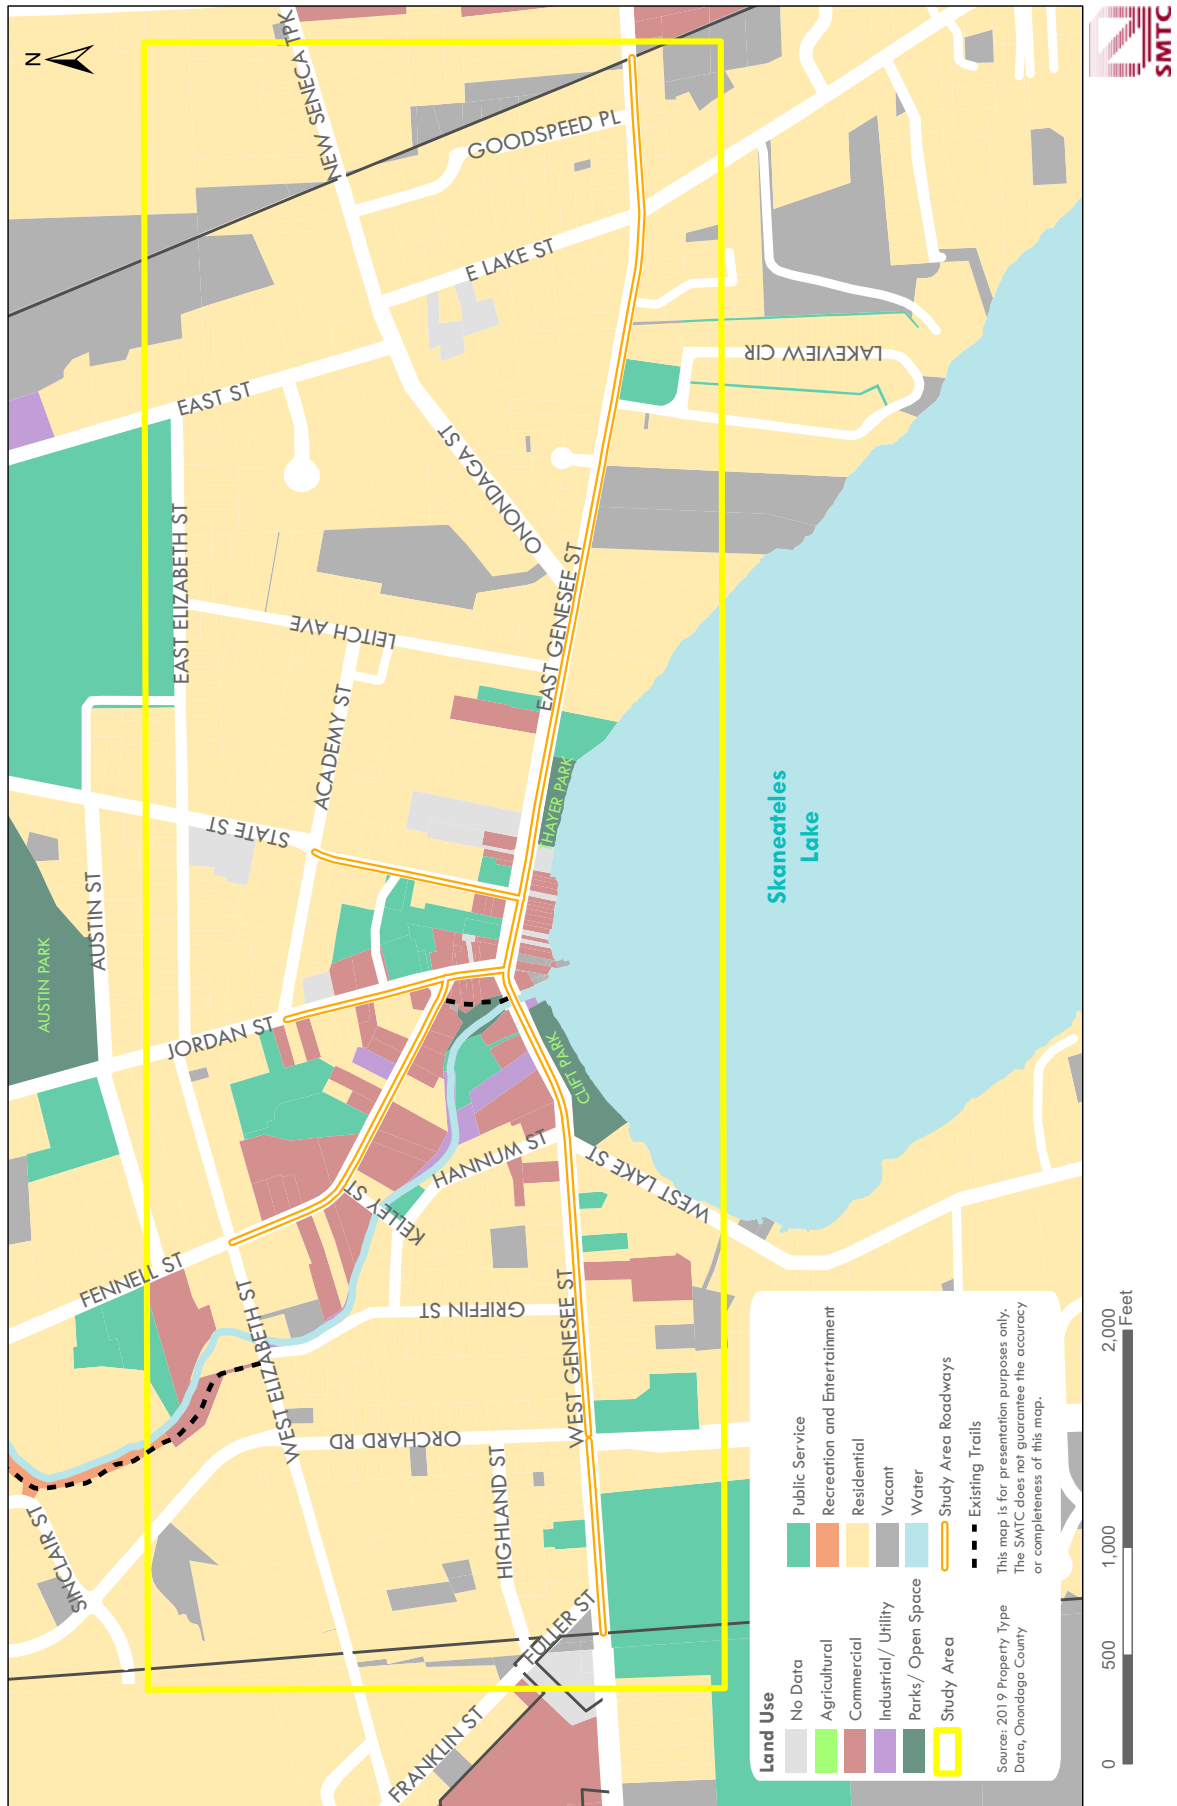 N
SMTC
NEW SENECA TPK
GOODSPEED PL
E LAKE ST
EAST ST
ONONDAGA ST
LAKEVIEW CIR
EAST ELIZABETH ST
LEITCH AVE
EAST GENESEE ST
ACADEMY ST
STATE ST
THAYER PARK
Skaneateles
Lake
AUSTIN PARK
AUSTIN ST
JORDAN ST
CLIFT PARK
HANNUM ST
WEST LAKE ST
KELLEY ST
FENNELL ST
GRIFFIN ST
WEST ELIZABETH ST
WEST GENESEE ST
ORCHARD RD
HIGHLAND ST
SINCLAIR ST
FULLER ST
FRANKLIN ST
Land Use
No Data
Agricultural
Commercial
Industrial/ Utility
Parks/ Open Space
Study Area
Public Service
Recreation and Entertainment
Residential
Vacant
Water
Study Area Roadways
Existing Trails
Source: 2019 Property Type
Data, Onondaga County
This map is for presentation purposes only.
The SMTC does not guarantee the accuracy
or completeness of this map.
0
500
1,000
2,000
Feet